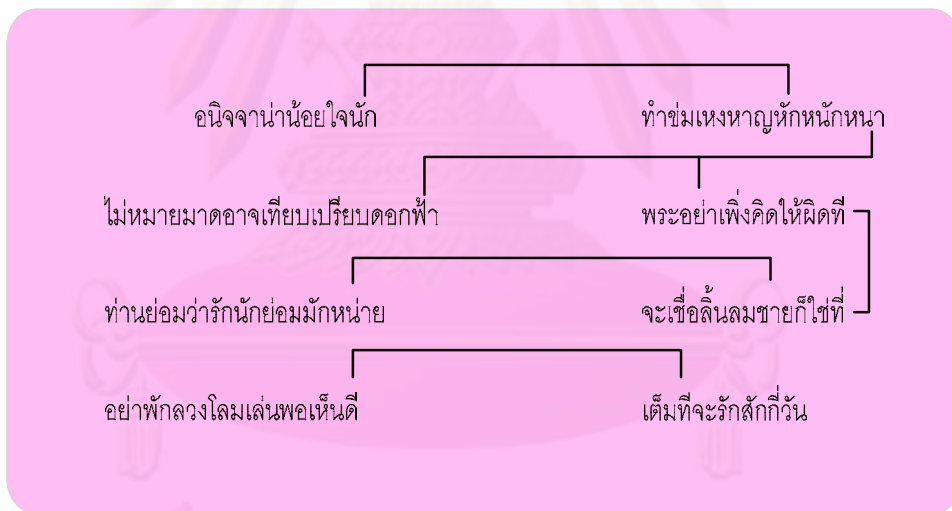 อนิจจาน่าน้อยใจนัก ทำข่มเหงหาญหักหนักหนา
ไม่หมายมาดอาจเทียบเปรียบดอกฟ้า พระอย่าเพิ่งคิดให้ผิดที
ท่านย่อมว่ารักนักย่อมมักหน่าย จะเชื่อลิ้นลมชายก็ใช่ที่
อย่าพักลวงโลมเล่นพอเห็นดี เต็มทีจะรักสักกี่วัน